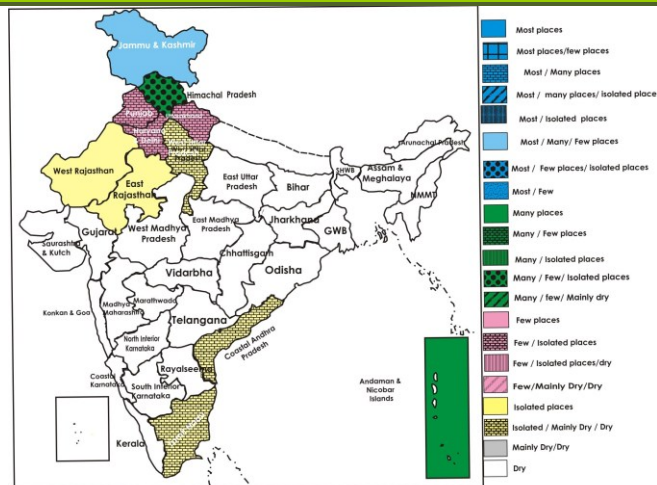 Jammu & Kashmir
Himachal Pradesh
Punjab
Haryana
Delhi
West Uttar
Pradesh
West Rajasthan
East
Rajasthan
East Uttar
Pradesh
Bihar
SHWB
Assam &
Meghalaya
Arunachal Pradesh
NMMT
Gujarat
Saurashtra
& Kutch
West Madhya
Pradesh
East Madhya
Pradesh
Jharkhand
GWB
Chhattisgarh
Odisha
Vidarbha
Konkan & Goa
Madhya
Maharashtra
Marathwada
Telangana
North Interior
Karnataka
Coastal Andhra
Pradesh
Rayalseema
Coastal
Karnataka
South Interior
Karnataka
Kerala
Andaman &
Nicobar
Islands
Most places
Most places/few places
Most / Many places
Most / many places/ isolated place
Most / Isolated places
Most / Many/ Few places
Most / Few places/ isolated places
Most / Few
Many places
Many / Few places
Many / Isolated places
Many / Few/ Isolated places
Many / few/ Mainly dry
Few places
Few / Isolated places
Few / Isolated places/dry
Few/Mainly Dry/Dry
Isolated places
Isolated / Mainly Dry / Dry
Mainly Dry/Dry
Dry